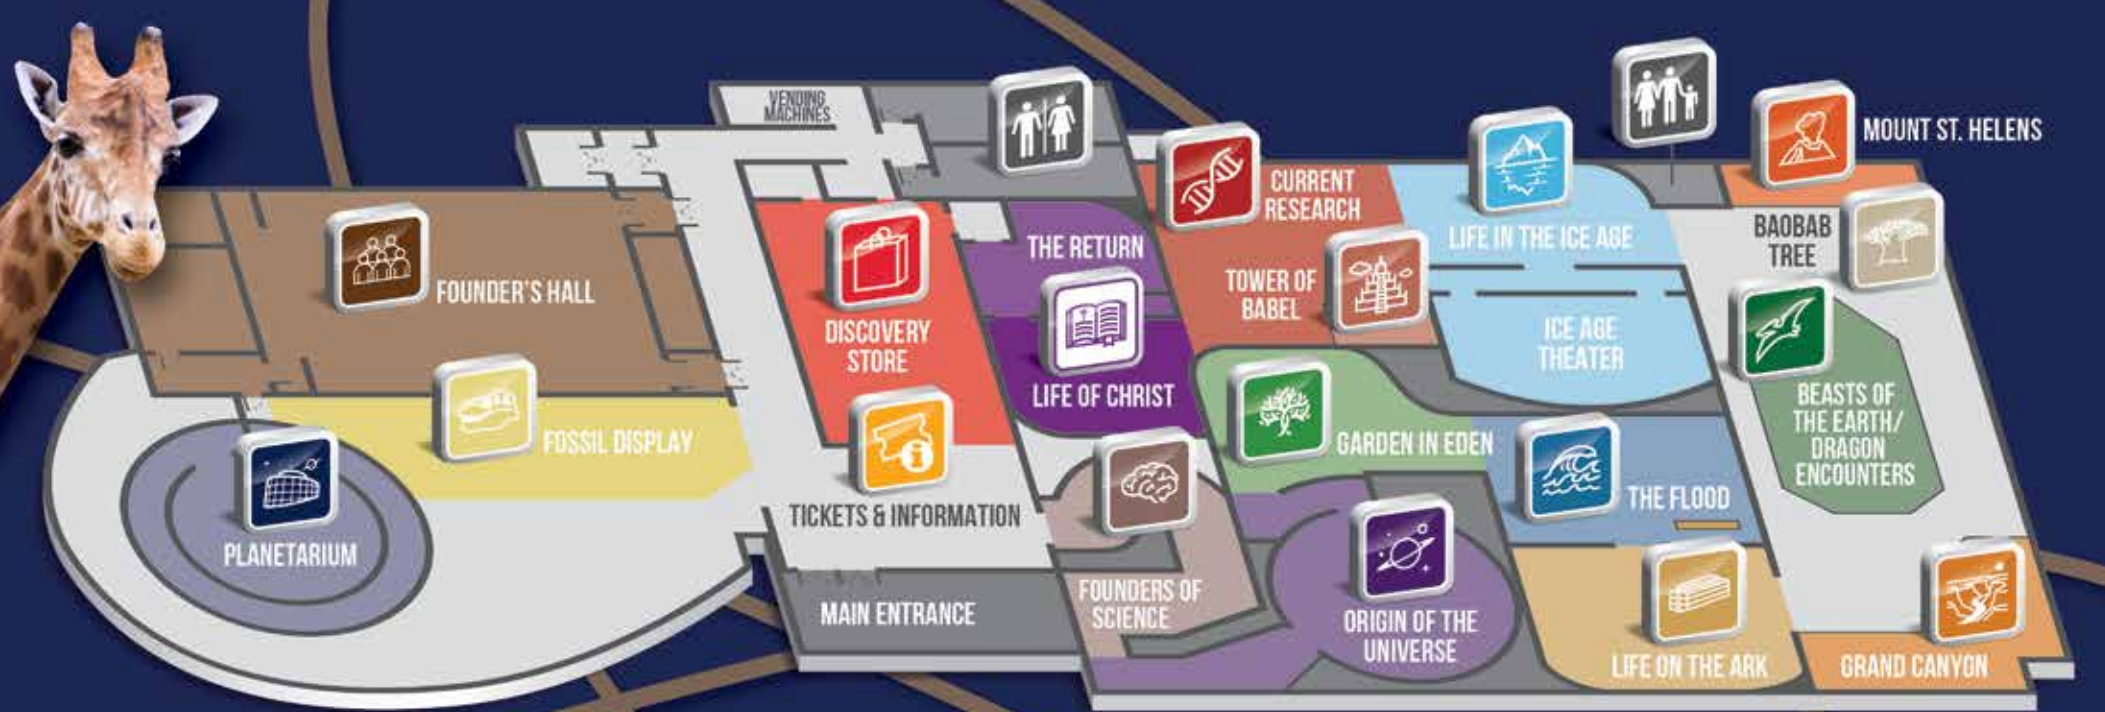 VENDING
MACHINES
MOUNT ST. HELENS
CURRENT
RESEARCH
BAOBAB
TREE
LIFE IN THE ICE AGE
THE RETURN
TOWER OF
BABEL
FOUNDER'S HALL
DISCOVERY
STORE
ICE AGE
THEATER
LIFE OF CHRIST
BEASTS OF
THE EARTH/
DRAGON
ENCOUNTERS
FOSSIL DISPLAY
GARDEN IN EDEN
THE FLOOD
TICKETS & INFORMATION
PLANETARIUM
FOUNDERS OF
SCIENCE
MAIN ENTRANCE
ORIGIN OF THE
UNIVERSE
LIFE ON THE ARK
GRAND CANYON